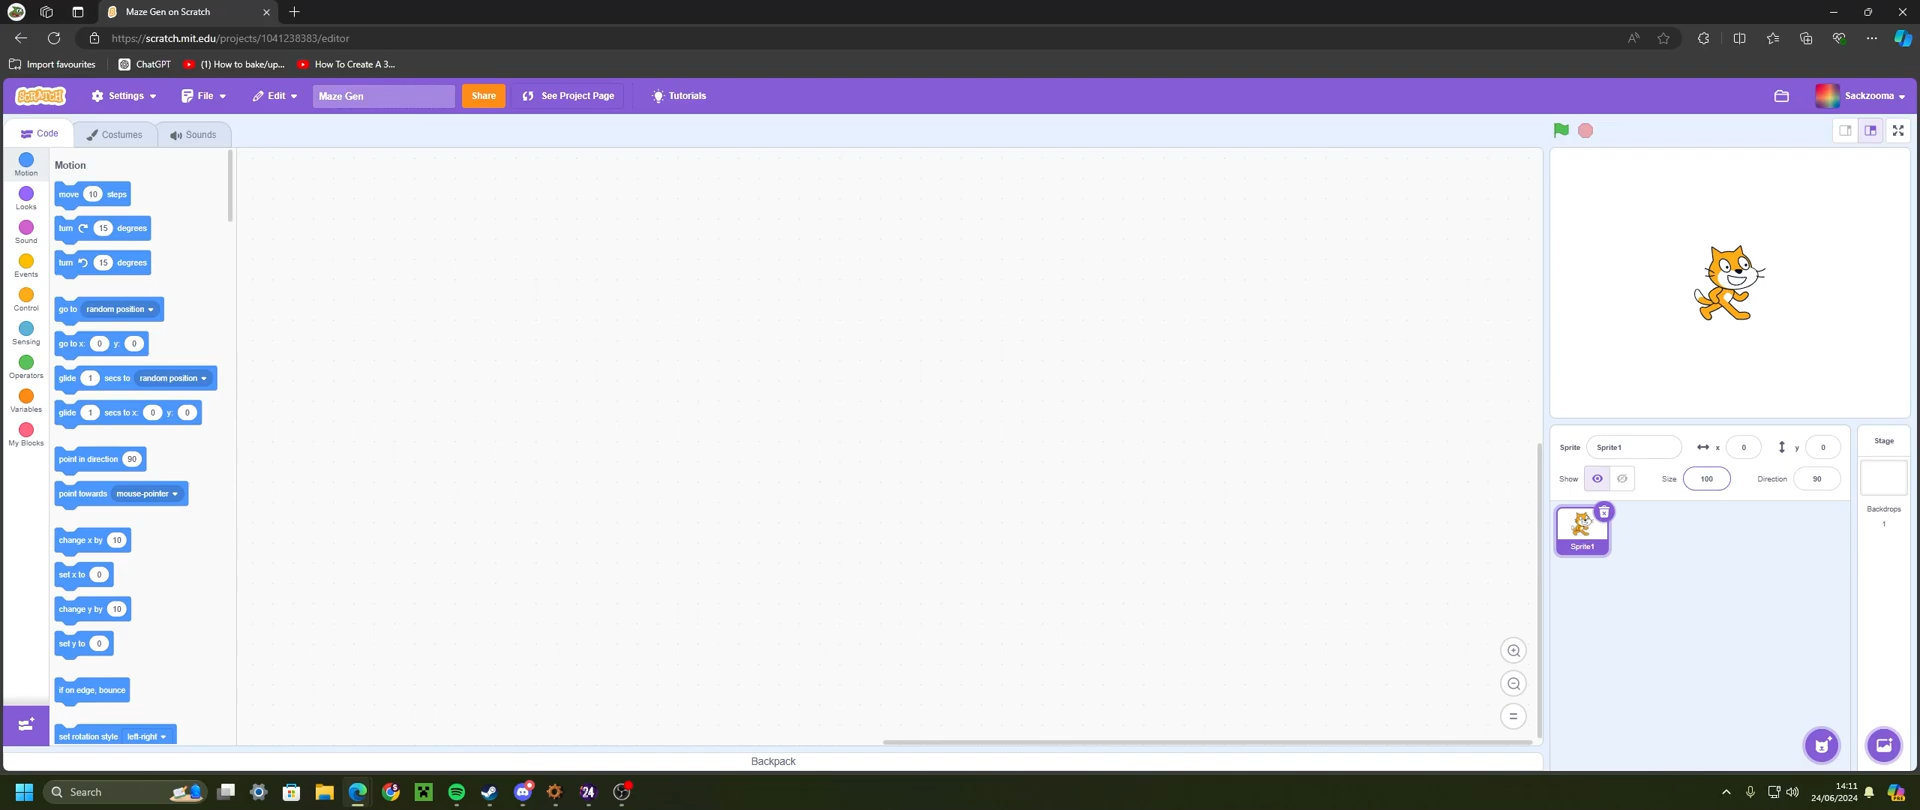 Maze Gen on Scratch
https://scratch.mit.edu/projects/1041238383/editor
Import favourites
ChatGPT
(1) How to bake/up...
How To Create A 3...
SCRATCH
Settings
File
Edit
Maze Gen
Share
See Project Page
Tutorials
Sackzooma
Code
Costumes
Sounds
Motion
Looks
Sound
Events
Control
Sensing
Operators
Variables
My Blocks
Motion
move 10 steps
turn 15 degrees
turn 15 degrees
go to random position
go to x: 0 y: 0
glide 1 secs to random position
glide 1 secs to x: 0 y: 0
point in direction 90
point towards mouse-pointer
change x by 10
set x to 0
change y by 10
set y to 0
if on edge, bounce
set rotation style left-right
Backpack
Sprite Sprite1 x 0 y 0
Show Size 100 Direction 90
Sprite1
Stage
Backdrops
1
Search
24
14:11
24/06/2024
PRE